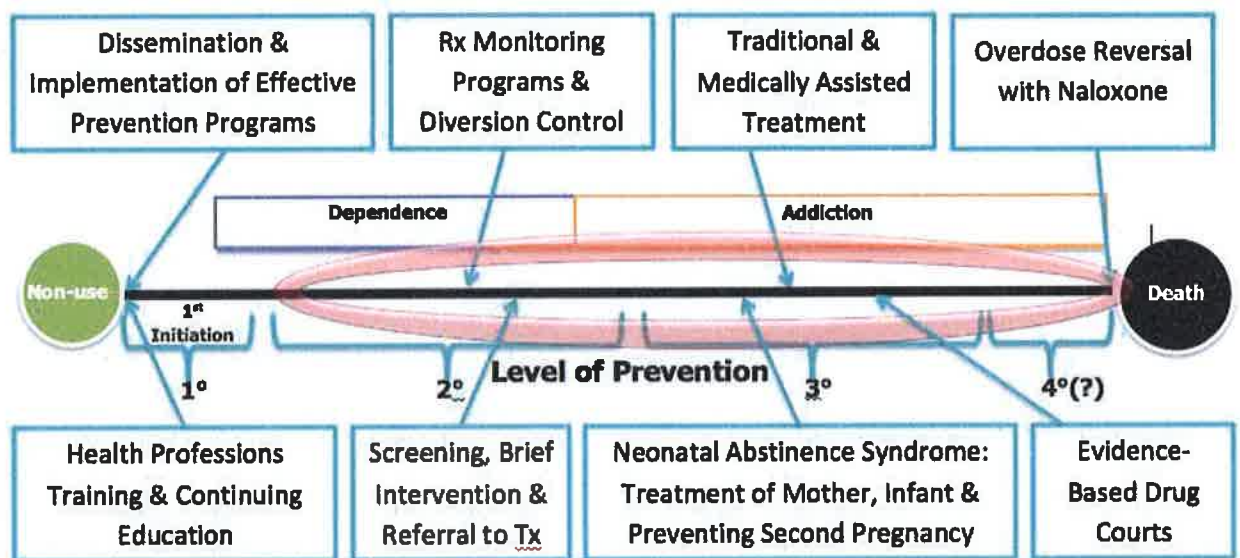 Dissemination &
Implementation of Effective
Prevention Programs
Rx Monitoring
Programs &
Diversion Control
Traditional &
Medically Assisted
Treatment
Overdose Reversal
with Naloxone
Dependence
Addiction
Non-use
Death
1st
Initiation
1°
2°
Level of Prevention
3°
4°(?)
Health Professions
Training & Continuing
Education
Screening, Brief
Intervention &
Referral to Tx
Neonatal Abstinence Syndrome:
Treatment of Mother, Infant &
Preventing Second Pregnancy
Evidence-
Based Drug
Courts